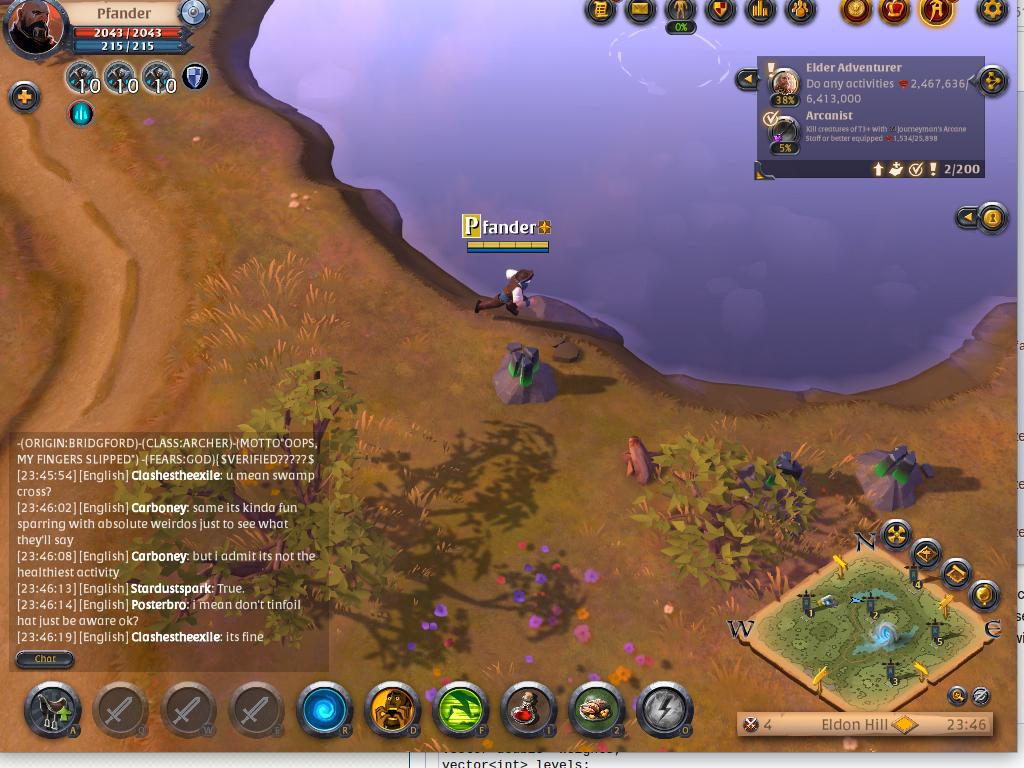 Pfander
2043 / 2043
215 / 215
10 10 10
0%
Elder Adventurer
Do any activities 2,467,636/
6,413,000
38%
Arcanist
Kill creatures of T3+ with Journeyman's Arcane
Staff or better equipped 1,534/25,898
5%
2/200
1
Pfander
-(ORIGIN:BRIDGFORD)-(CLASS:ARCHER)-(MOTTO"OOPS,
MY FINGERS SLIPPED") -(FEARS:GOD)[$VERIFIED?????$
[23:45:54] [English] Clashestheexile: u mean swamp
cross?
[23:46:02] [English] Carboney: same its kinda fun
sparring with absolute weirdos just to see what
they'll say
[23:46:08] [English] Carboney: but i admit its not the
healthiest activity
[23:46:13] [English] Stardustspark: True.
[23:46:14] [English] Posterbro: i mean don't tinfoil
hat just be aware ok?
[23:46:19] [English] Clashestheexile: its fine
Chat
N
W
E
1
2
3
4
5
A Q W E R D F 1 2 O
4 Eldon Hill 23:46
vector<int> levels;